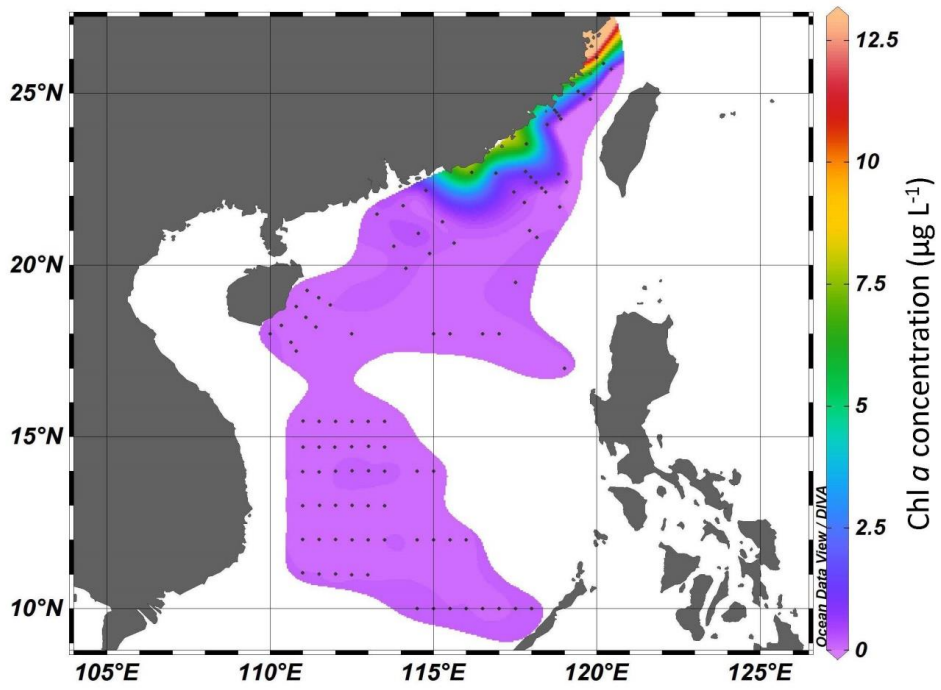 25°N
20°N
15°N
10°N
105°E
110°E
115°E
120°E
125°E
Ocean Data View / DIVA
12.5
10
7.5
5
2.5
0
Chl a concentration (µg L⁻¹)